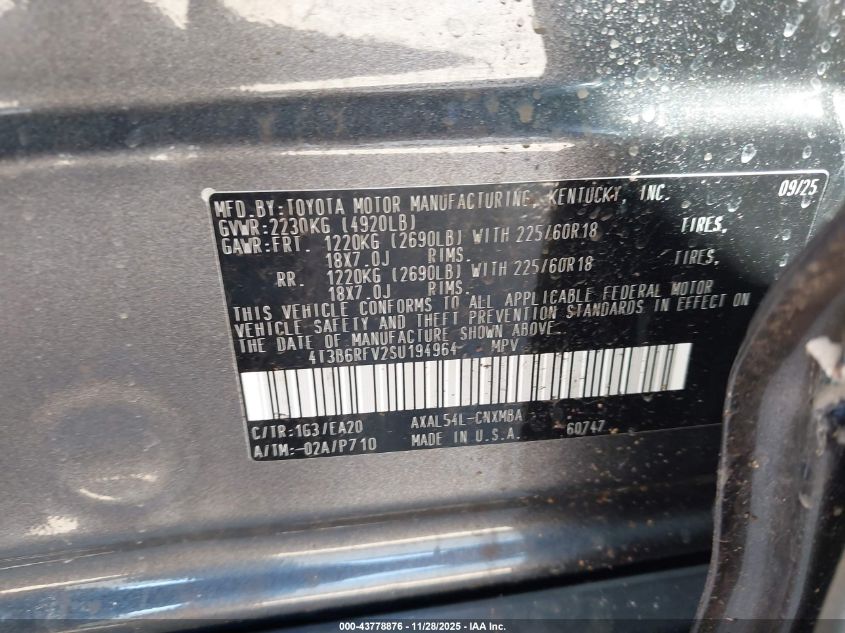 MFD.BY:TOYOTA MOTOR MANUFACTURING, KENTUCKY, INC. 09/25
GVWR:2230KG (4920LB)
GAWR:FRT. 1220KG (2690LB) WITH 225/60R18 TIRES,
18X7.0J RIMS.
RR. 1220KG (2690LB) WITH 225/60R18 TIRES,
18X7.0J RIMS.
THIS VEHICLE CONFORMS TO ALL APPLICABLE FEDERAL MOTOR
VEHICLE SAFETY AND THEFT PREVENTION STANDARDS IN EFFECT ON
THE DATE OF MANUFACTURE SHOWN ABOVE.
4T3B6RFV2SU194964 MPV
C/TR:1G3/EA20 AXAL54L-CNXMBA
A/TM:-02A/P710 MADE IN U.S.A. 60747
000-43778876 | 11/28/2025 | IAA Inc.